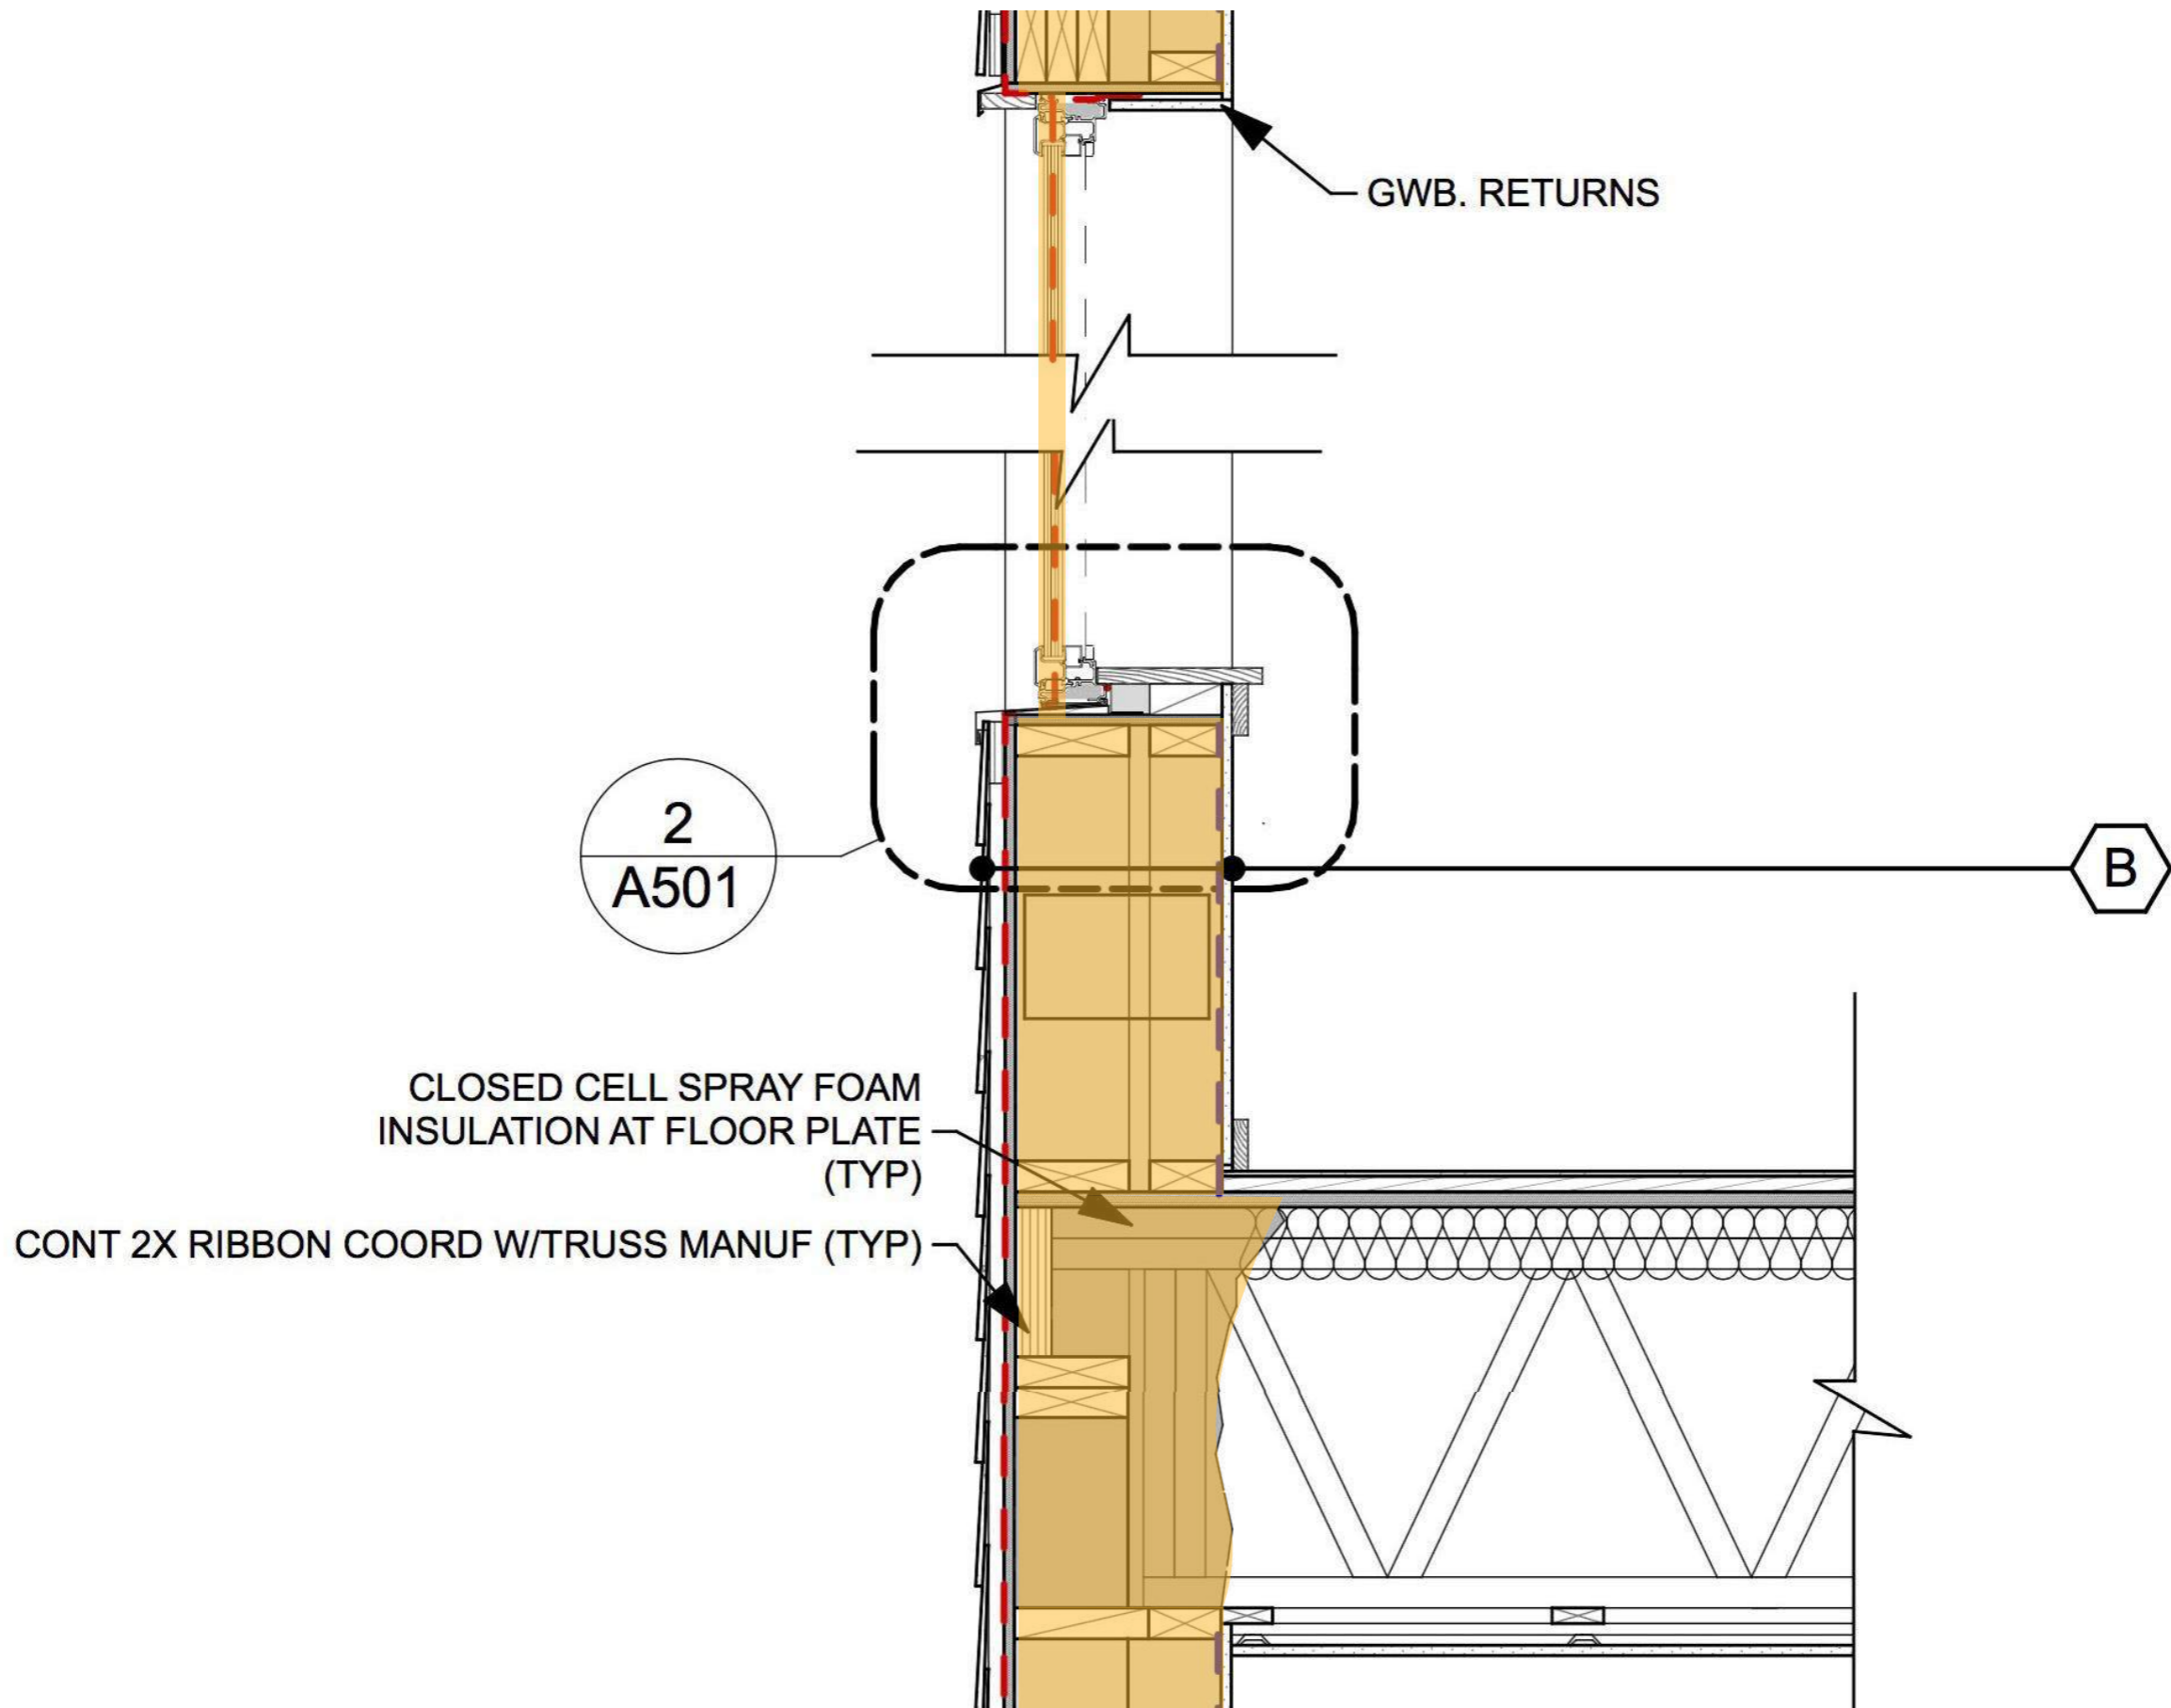 GWB. RETURNS
2
A501
B
CLOSED CELL SPRAY FOAM
INSULATION AT FLOOR PLATE
(TYP)
CONT 2X RIBBON COORD W/TRUSS MANUF (TYP)